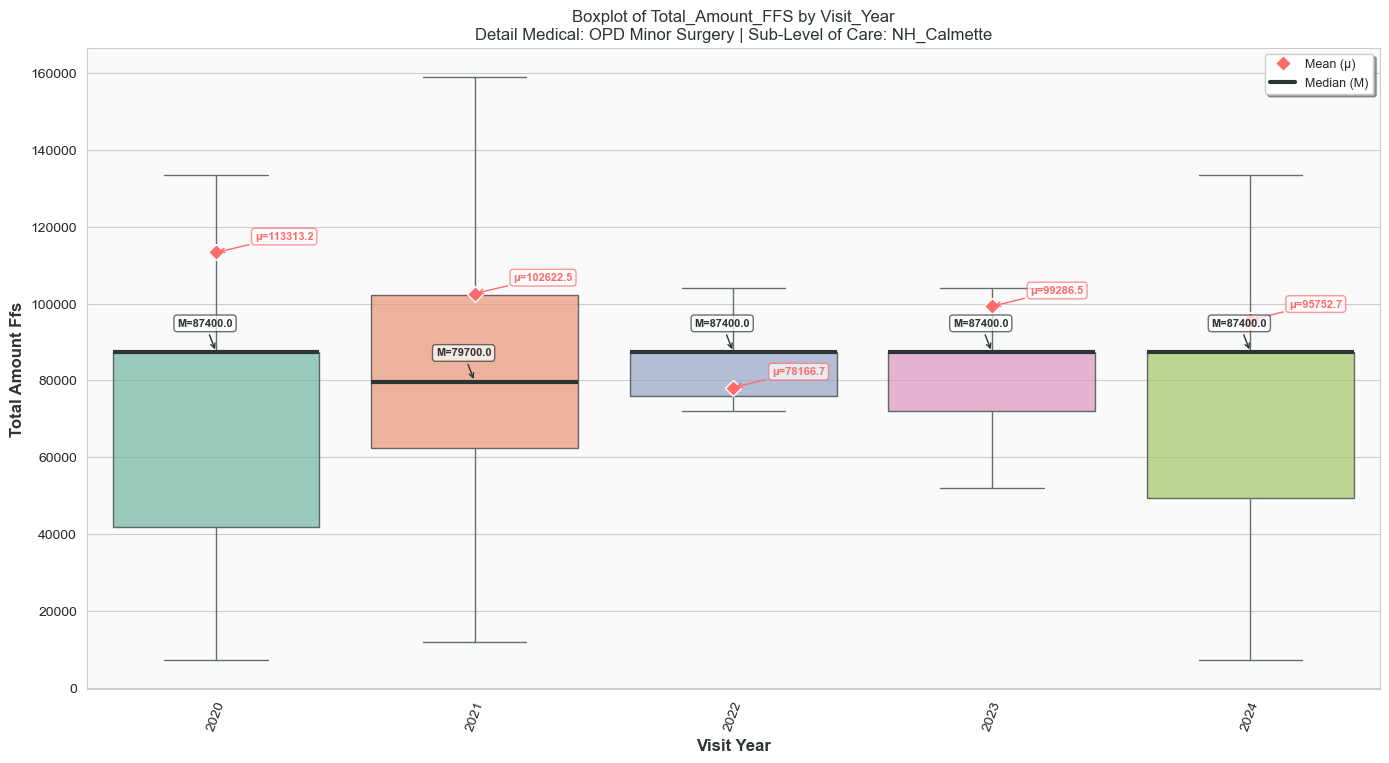 Boxplot of Total_Amount_FFS by Visit_Year
Detail Medical: OPD Minor Surgery | Sub-Level of Care: NH_Calmette
Mean (μ)
Median (M)
Total Amount Ffs
160000
140000
120000
100000
80000
60000
40000
20000
0
μ=113313.2
M=87400.0
μ=102622.5
M=79700.0
M=87400.0
μ=78166.7
μ=99286.5
M=87400.0
μ=95752.7
M=87400.0
2020
2021
2022
2023
2024
Visit Year